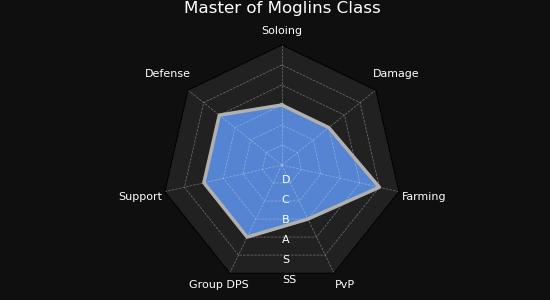 Master of Moglins Class
Soloing
Defense
Damage
D
C
Support
Farming
B
A
S
SS
Group DPS
PvP